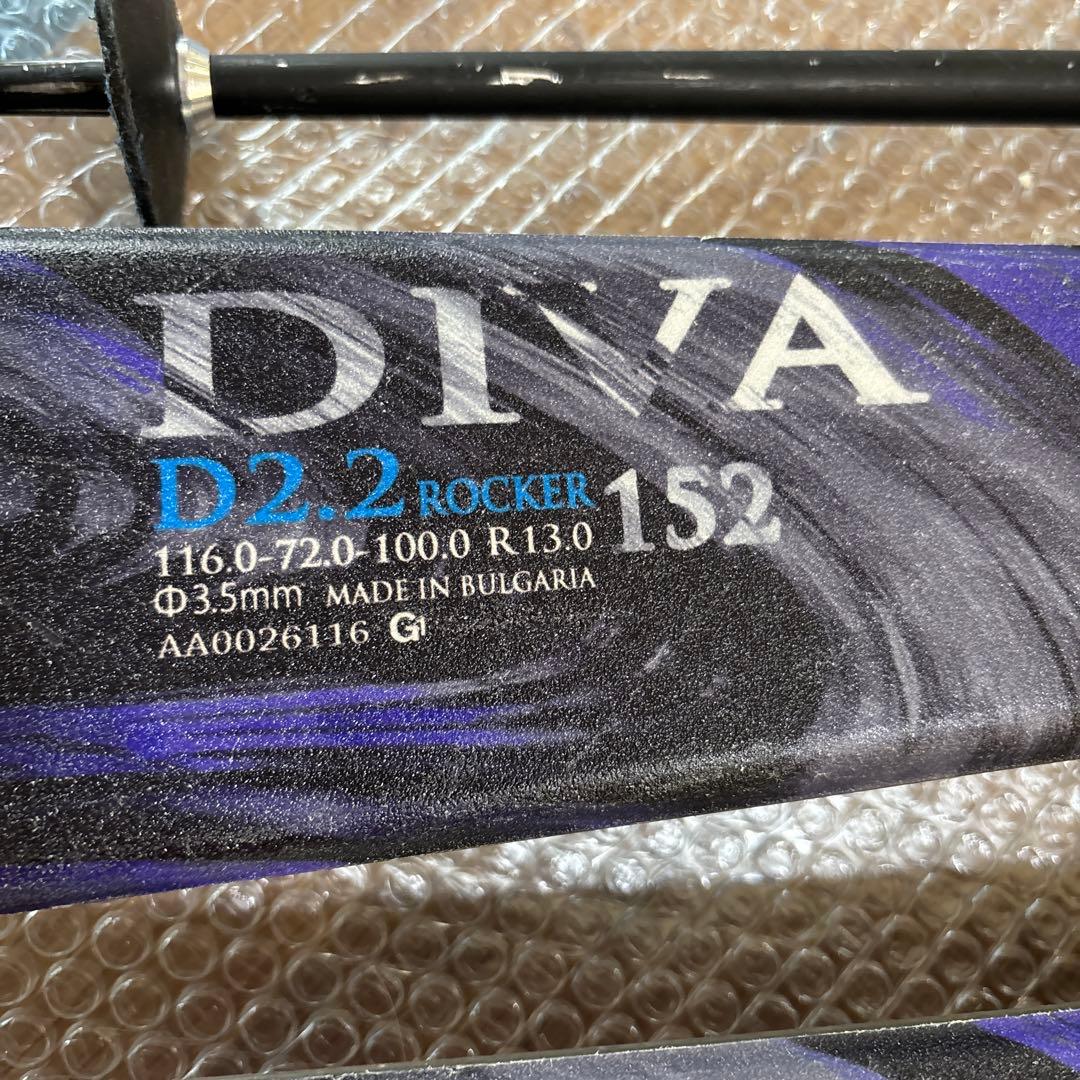 DIVA
D2.2 ROCKER 152
116.0-72.0-100.0 R13.0
Φ3.5mm MADE IN BULGARIA
AA0026116 G1